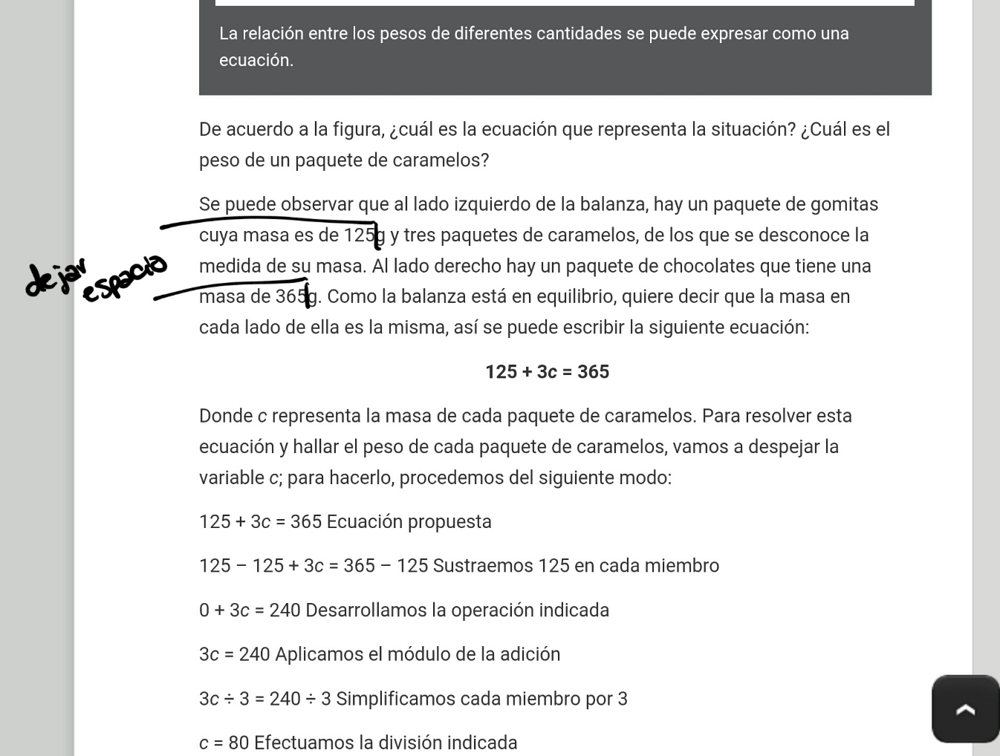 La relación entre los pesos de diferentes cantidades se puede expresar como una
ecuación.
De acuerdo a la figura, ¿cuál es la ecuación que representa la situación? ¿Cuál es el
peso de un paquete de caramelos?
Se puede observar que al lado izquierdo de la balanza, hay un paquete de gomitas
cuya masa es de 125g y tres paquetes de caramelos, de los que se desconoce la
medida de su masa. Al lado derecho hay un paquete de chocolates que tiene una
masa de 365g. Como la balanza está en equilibrio, quiere decir que la masa en
cada lado de ella es la misma, así se puede escribir la siguiente ecuación:
dejar
espacio
125 + 3c = 365
Donde c representa la masa de cada paquete de caramelos. Para resolver esta
ecuación y hallar el peso de cada paquete de caramelos, vamos a despejar la
variable c; para hacerlo, procedemos del siguiente modo:
125 + 3c = 365 Ecuación propuesta
125 − 125 + 3c = 365 − 125 Sustraemos 125 en cada miembro
0 + 3c = 240 Desarrollamos la operación indicada
3c = 240 Aplicamos el módulo de la adición
3c ÷ 3 = 240 ÷ 3 Simplificamos cada miembro por 3
c = 80 Efectuamos la división indicada